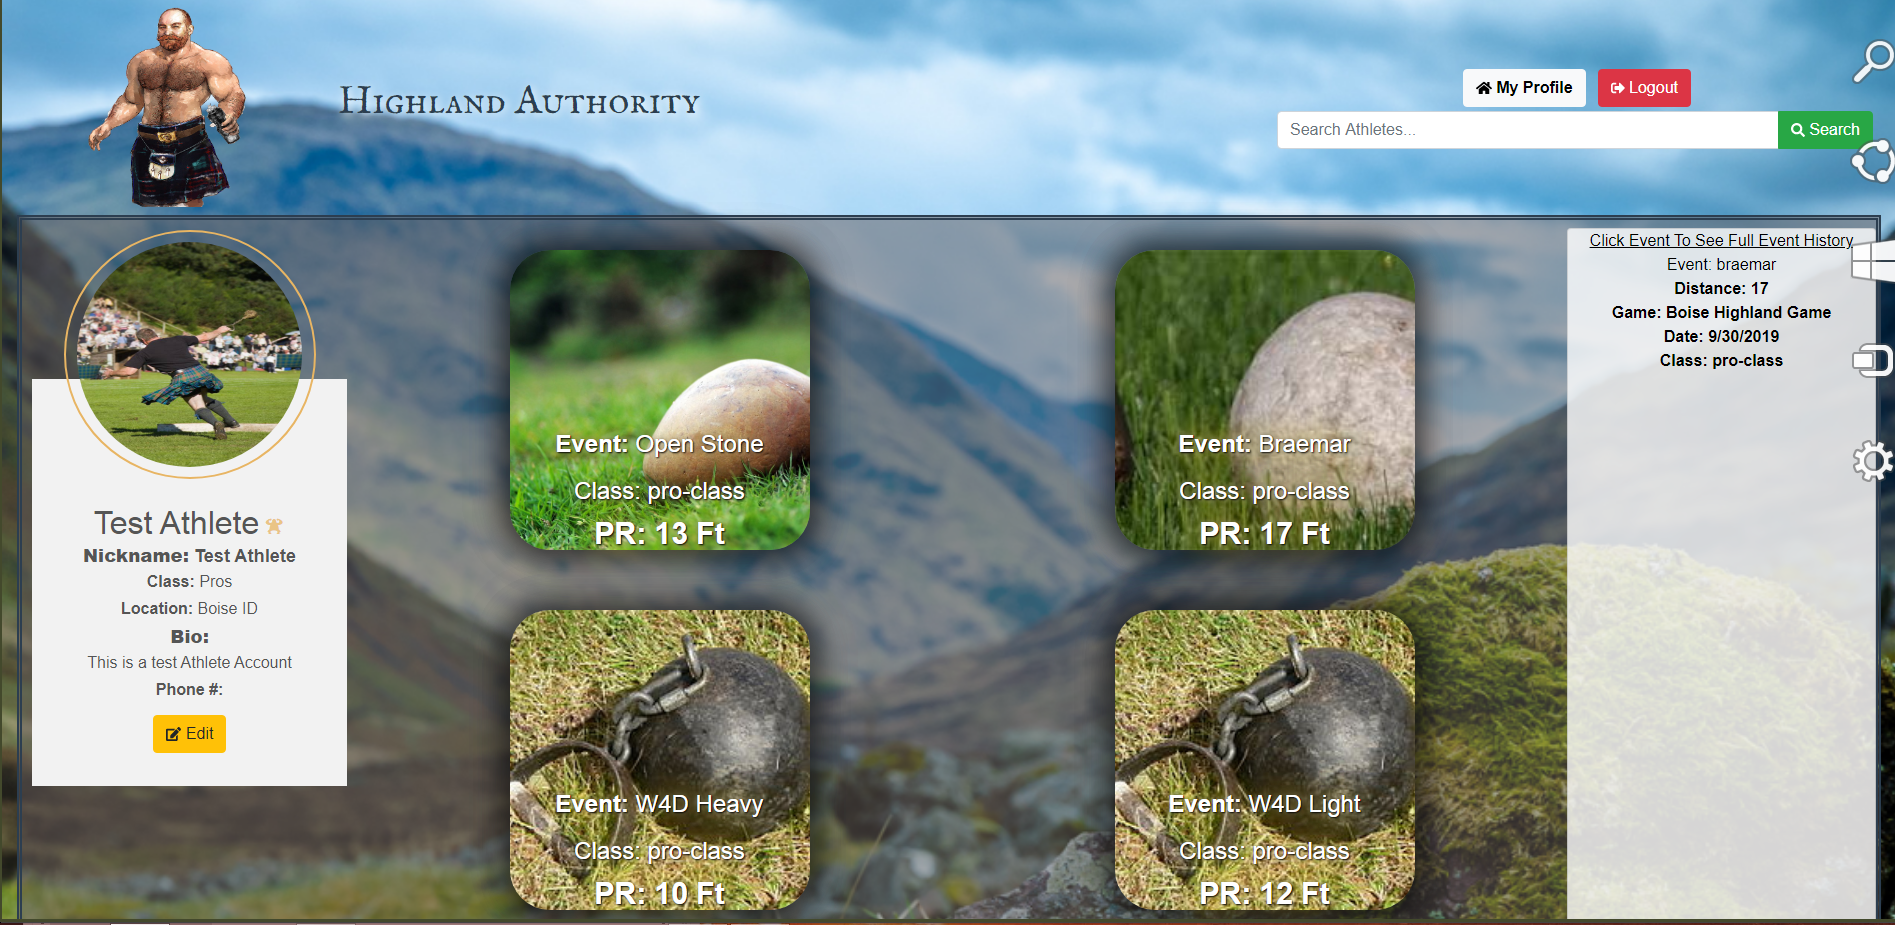 Highland Authority
My Profile
Logout
Search Athletes...
Search
Test Athlete
Nickname: Test Athlete
Class: Pros
Location: Boise ID
Bio:
This is a test Athlete Account
Phone #:
Edit
Event: Open Stone
Class: pro-class
PR: 13 Ft
Event: Braemar
Class: pro-class
PR: 17 Ft
Event: W4D Heavy
Class: pro-class
PR: 10 Ft
Event: W4D Light
Class: pro-class
PR: 12 Ft
Click Event To See Full Event History
Event: braemar
Distance: 17
Game: Boise Highland Game
Date: 9/30/2019
Class: pro-class